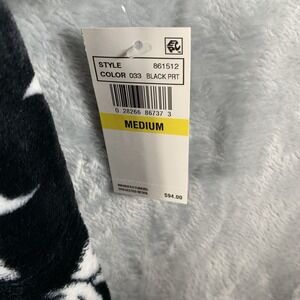 STYLE 861512
COLOR 033 BLACK PRT
0 28266 86737 3
MEDIUM
$94.00